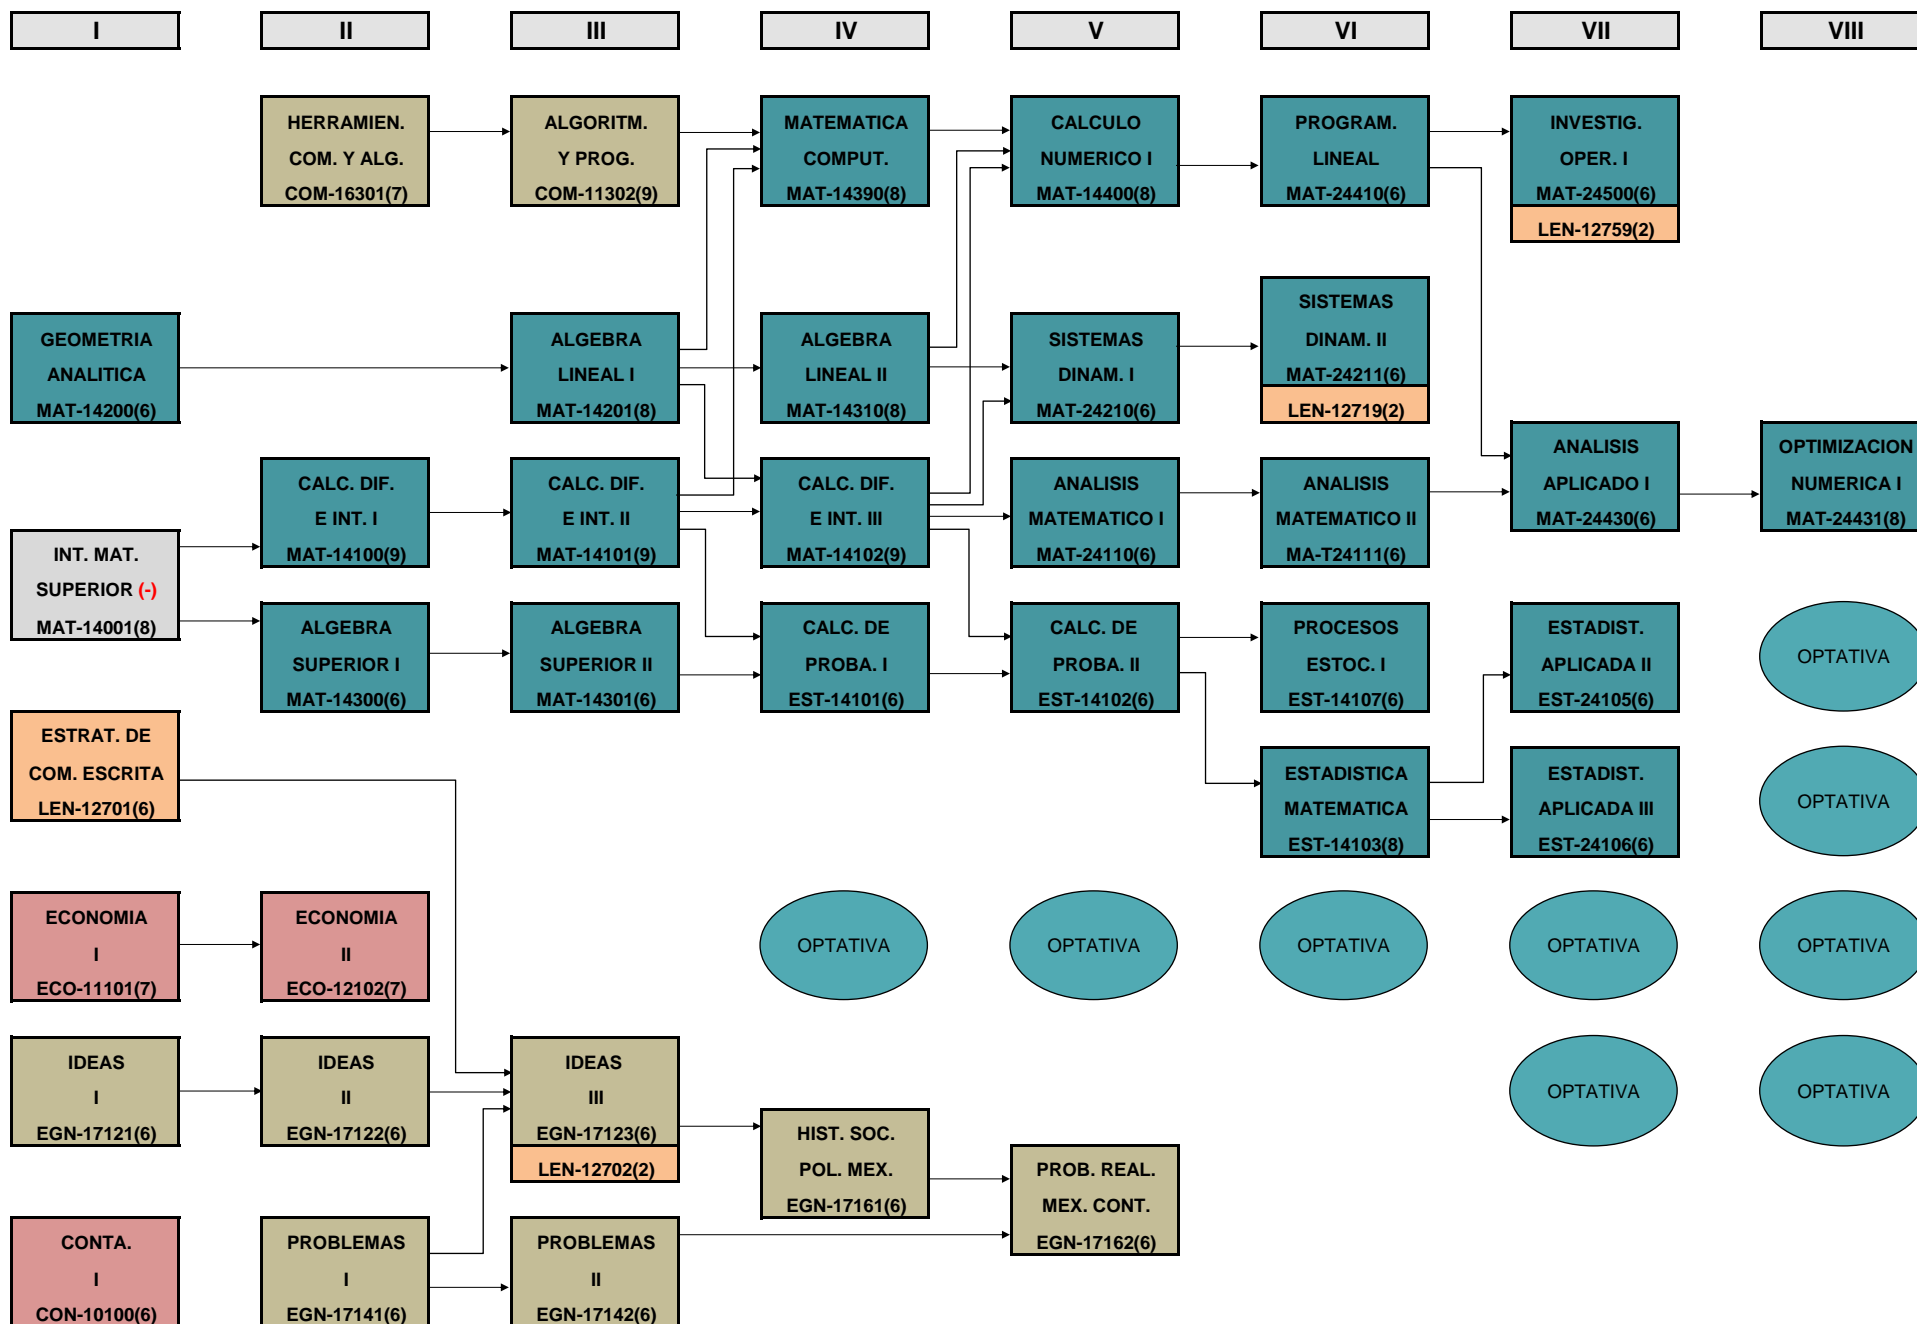 I
II
III
IV
V
VI
VII
VIII
HERRAMIEN.
COM. Y ALG.
COM-16301(7)
ALGORITM.
Y PROG.
COM-11302(9)
MATEMATICA
COMPUT.
MAT-14390(8)
CALCULO
NUMERICO I
MAT-14400(8)
PROGRAM.
LINEAL
MAT-24410(6)
INVESTIG.
OPER. I
MAT-24500(6)
LEN-12759(2)
GEOMETRIA
ANALITICA
MAT-14200(6)
ALGEBRA
LINEAL I
MAT-14201(8)
ALGEBRA
LINEAL II
MAT-14310(8)
SISTEMAS
DINAM. I
MAT-24210(6)
SISTEMAS
DINAM. II
MAT-24211(6)
LEN-12719(2)
INT. MAT.
SUPERIOR (-)
MAT-14001(8)
CALC. DIF.
E INT. I
MAT-14100(9)
CALC. DIF.
E INT. II
MAT-14101(9)
CALC. DIF.
E INT. III
MAT-14102(9)
ANALISIS
MATEMATICO I
MAT-24110(6)
ANALISIS
MATEMATICO II
MA-T24111(6)
ANALISIS
APLICADO I
MAT-24430(6)
OPTIMIZACION
NUMERICA I
MAT-24431(8)
ALGEBRA
SUPERIOR I
MAT-14300(6)
ALGEBRA
SUPERIOR II
MAT-14301(6)
CALC. DE
PROBA. I
EST-14101(6)
CALC. DE
PROBA. II
EST-14102(6)
PROCESOS
ESTOC. I
EST-14107(6)
ESTADIST.
APLICADA II
EST-24105(6)
OPTATIVA
ESTRAT. DE
COM. ESCRITA
LEN-12701(6)
ESTADISTICA
MATEMATICA
EST-14103(8)
ESTADIST.
APLICADA III
EST-24106(6)
OPTATIVA
ECONOMIA
I
ECO-11101(7)
ECONOMIA
II
ECO-12102(7)
OPTATIVA
OPTATIVA
OPTATIVA
OPTATIVA
OPTATIVA
IDEAS
I
EGN-17121(6)
IDEAS
II
EGN-17122(6)
IDEAS
III
EGN-17123(6)
LEN-12702(2)
HIST. SOC.
POL. MEX.
EGN-17161(6)
PROB. REAL.
MEX. CONT.
EGN-17162(6)
OPTATIVA
OPTATIVA
CONTA.
I
CON-10100(6)
PROBLEMAS
I
EGN-17141(6)
PROBLEMAS
II
EGN-17142(6)